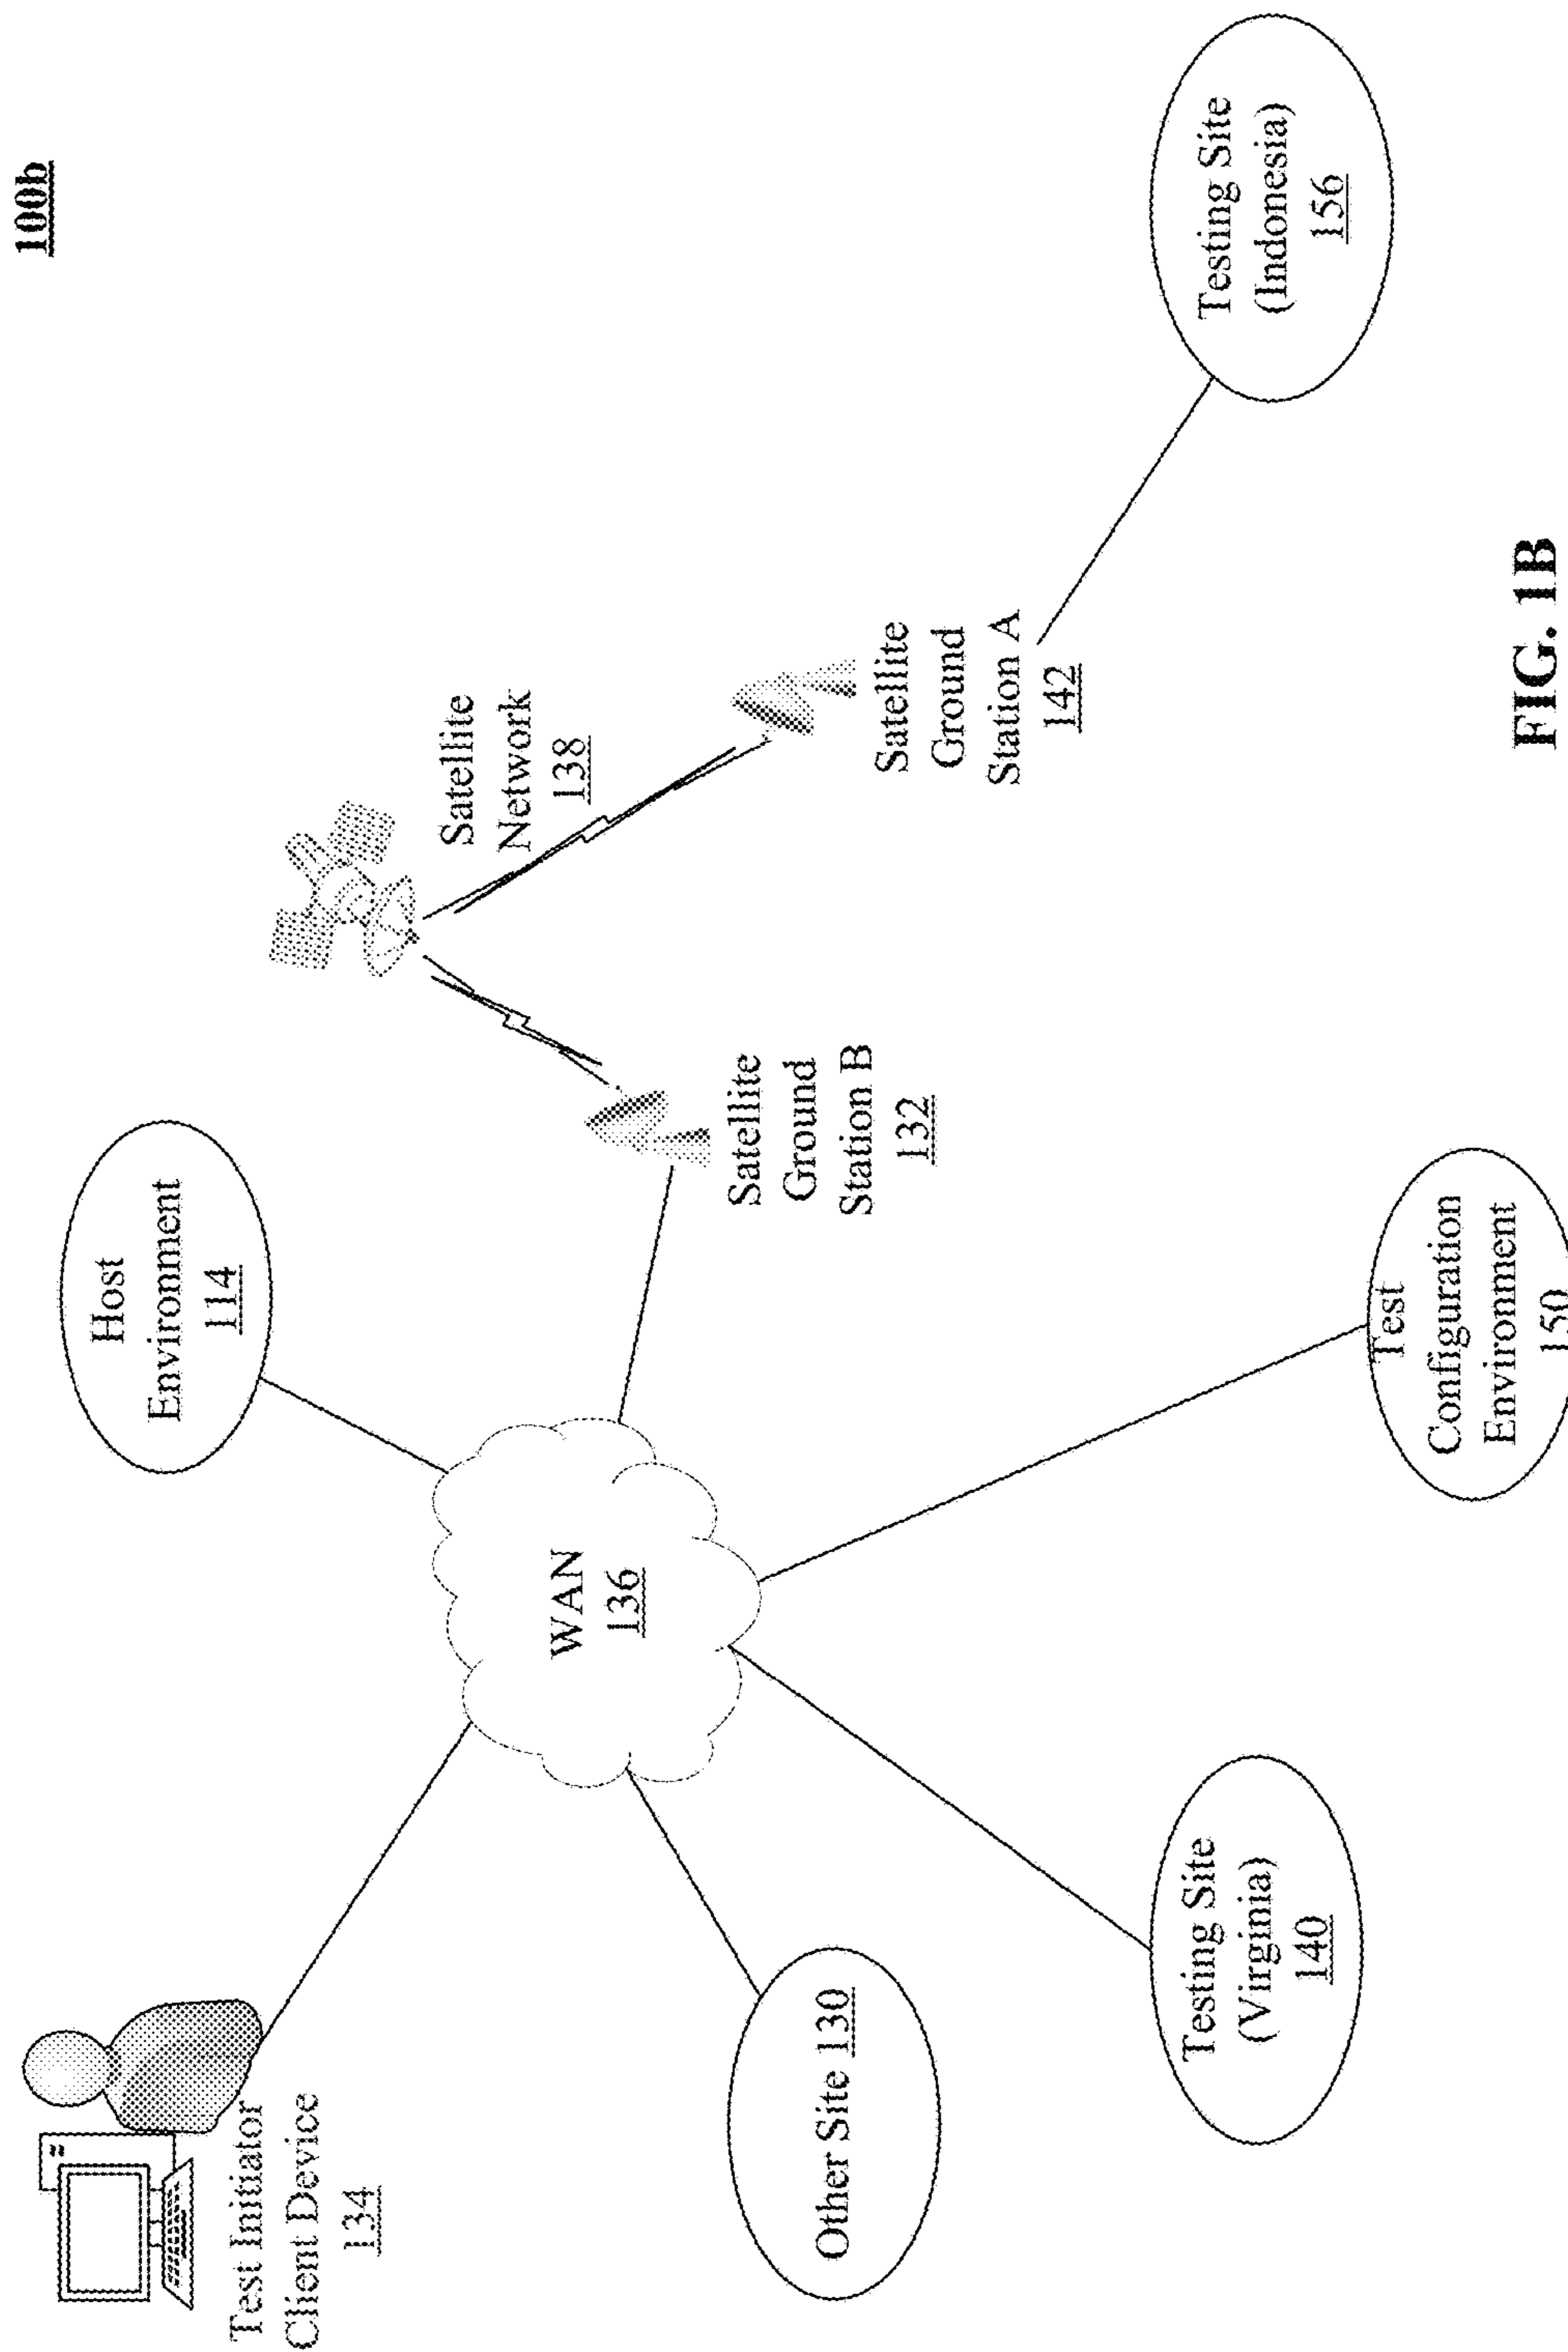 100b
Test Initiator
Client Device
134
Host
Environment
114
Satellite
Network
138
WAN
136
Satellite
Ground
Station B
132
Satellite
Ground
Station A
142
Other Site 130
Testing Site
(Virginia)
140
Test
Configuration
Environment
150
Testing Site
(Indonesia)
156
FIG. 1B